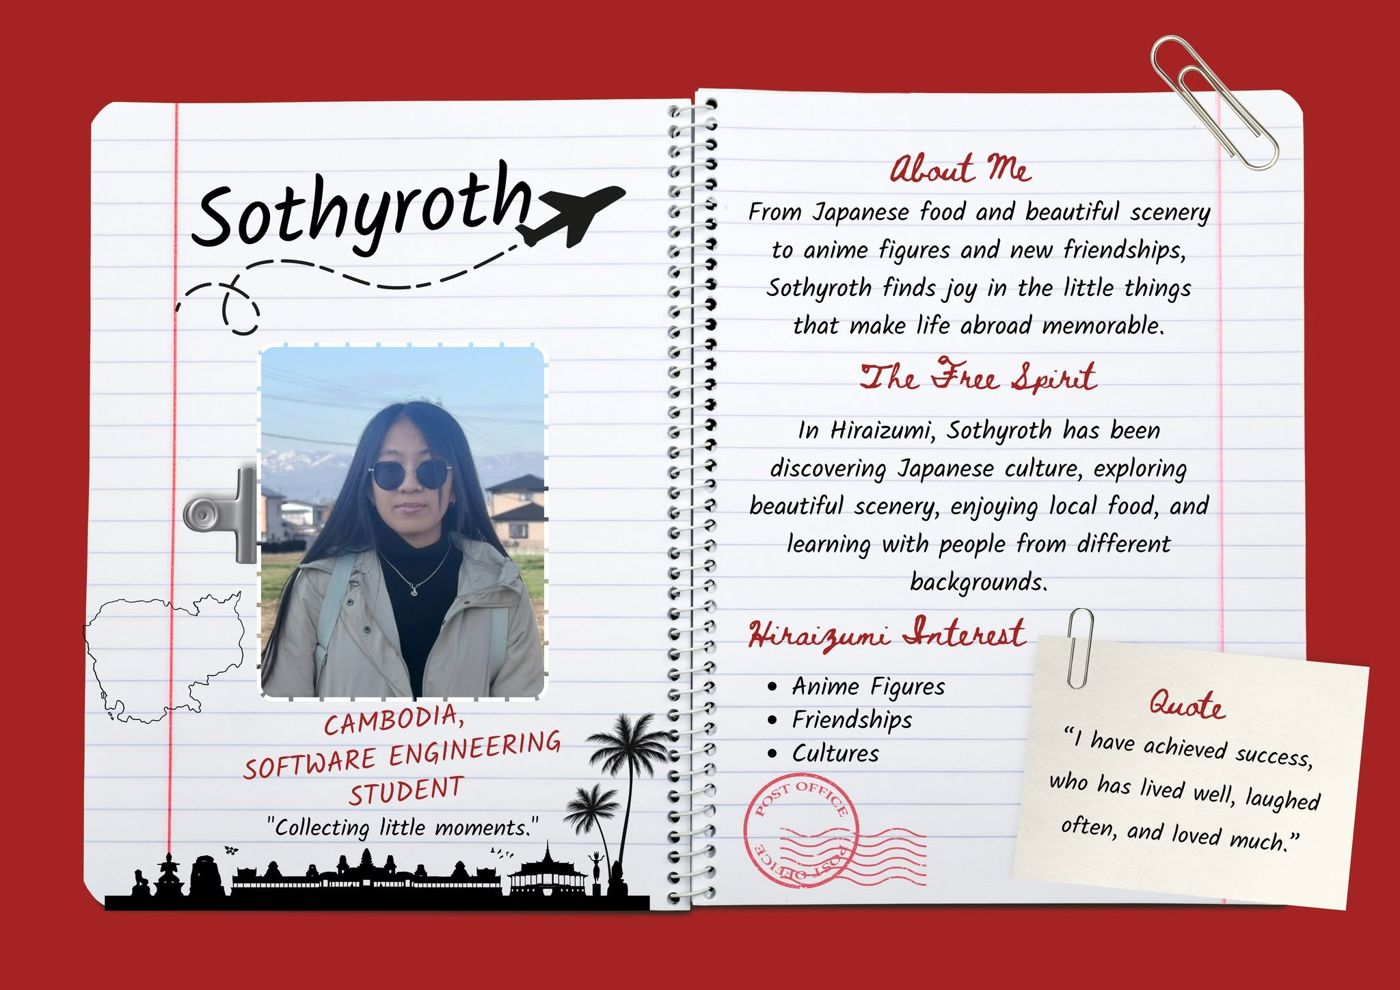 Sothyroth
CAMBODIA,
SOFTWARE ENGINEERING
STUDENT
"Collecting little moments."
About Me
From Japanese food and beautiful scenery
to anime figures and new friendships,
Sothyroth finds joy in the little things
that make life abroad memorable.
The Free Spirit
In Hiraizumi, Sothyroth has been
discovering Japanese culture, exploring
beautiful scenery, enjoying local food, and
learning with people from different
backgrounds.
Hiraizumi Interest
• Anime Figures
• Friendships
• Cultures
POST OFFICE
POST OFFICE
Quote
“I have achieved success,
who has lived well, laughed
often, and loved much.”